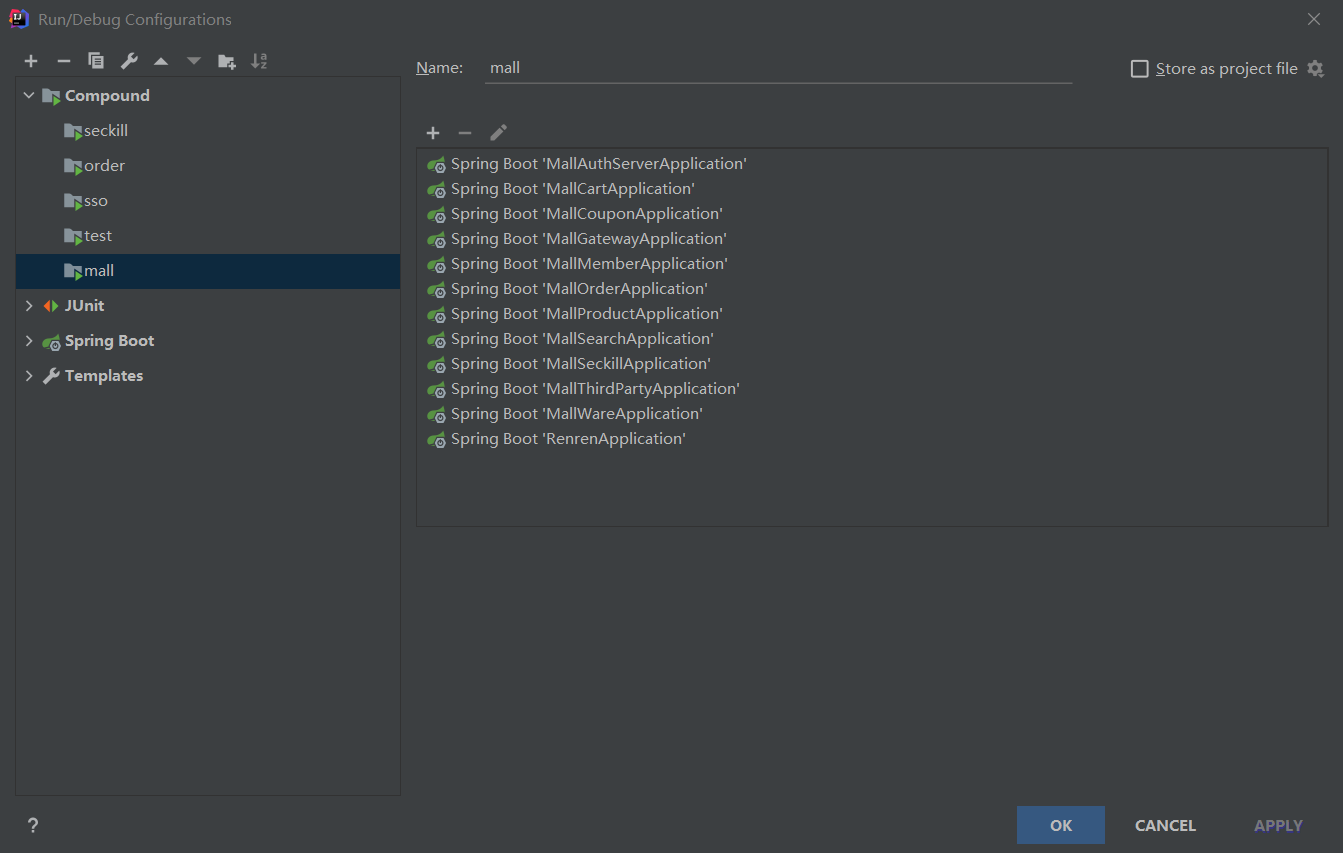 Run/Debug Configurations
Name: mall
Store as project file
Compound
seckill
order
sso
test
mall
JUnit
Spring Boot
Templates
Spring Boot 'MallAuthServerApplication'
Spring Boot 'MallCartApplication'
Spring Boot 'MallCouponApplication'
Spring Boot 'MallGatewayApplication'
Spring Boot 'MallMemberApplication'
Spring Boot 'MallOrderApplication'
Spring Boot 'MallProductApplication'
Spring Boot 'MallSearchApplication'
Spring Boot 'MallSeckillApplication'
Spring Boot 'MallThirdPartyApplication'
Spring Boot 'MallWareApplication'
Spring Boot 'RenrenApplication'
?
OK
CANCEL
APPLY